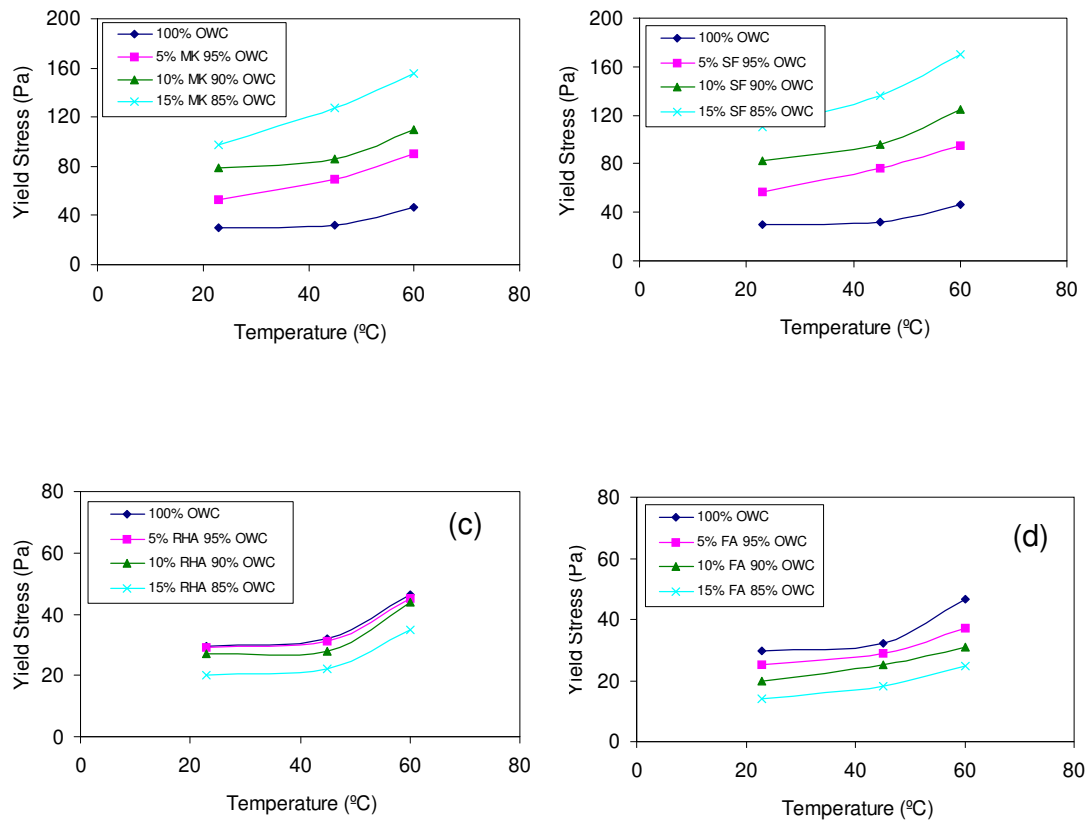 200
160
120
80
40
0
0 20 40 60 80
Yield Stress (Pa)
Temperature (ºC)
100% OWC
5% MK 95% OWC
10% MK 90% OWC
15% MK 85% OWC
200
160
120
80
40
0
0 20 40 60 80
Yield Stress (Pa)
Temperature (ºC)
100% OWC
5% SF 95% OWC
10% SF 90% OWC
15% SF 85% OWC
80
60
40
20
0
0 20 40 60 80
Yield Stress (Pa)
Temperature (ºC)
100% OWC
5% RHA 95% OWC
10% RHA 90% OWC
15% RHA 85% OWC
(c)
80
60
40
20
0
0 20 40 60 80
Yield Stress (Pa)
Temperature (ºC)
100% OWC
5% FA 95% OWC
10% FA 90% OWC
15% FA 85% OWC
(d)